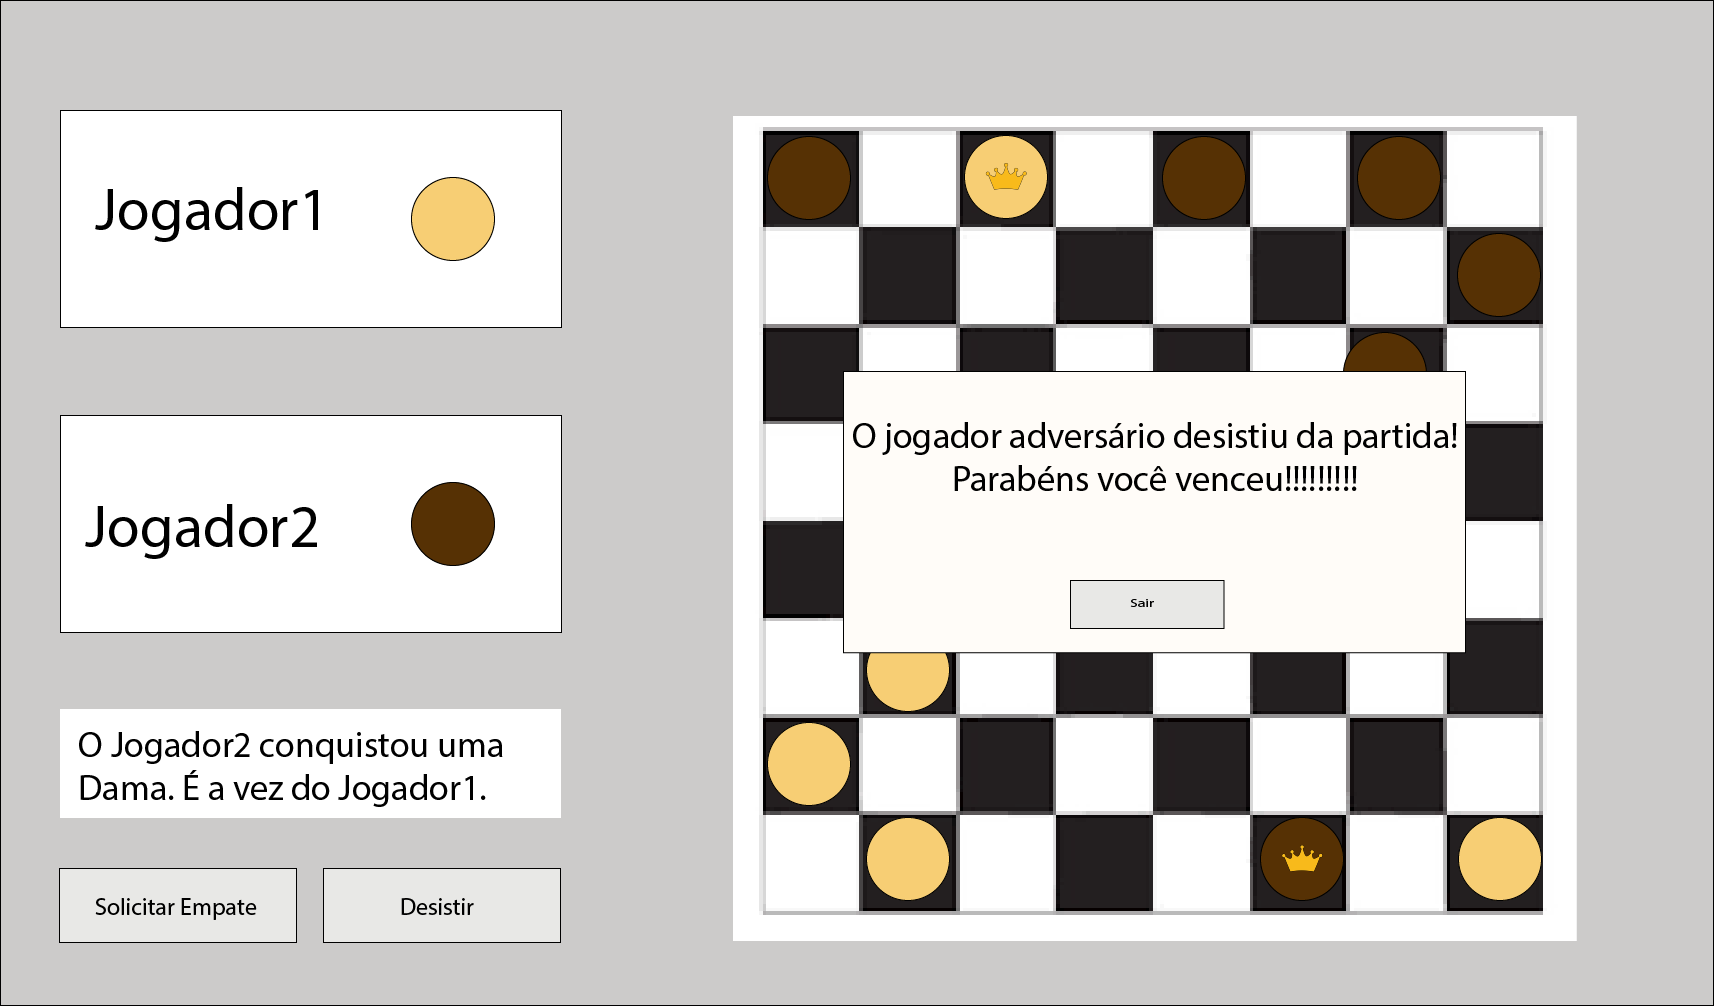 Jogador1
Jogador2
O Jogador2 conquistou uma
Dama. É a vez do Jogador1.
Solicitar Empate
Desistir
O jogador adversário desistiu da partida!
Parabéns você venceu!!!!!!!!!
Sair